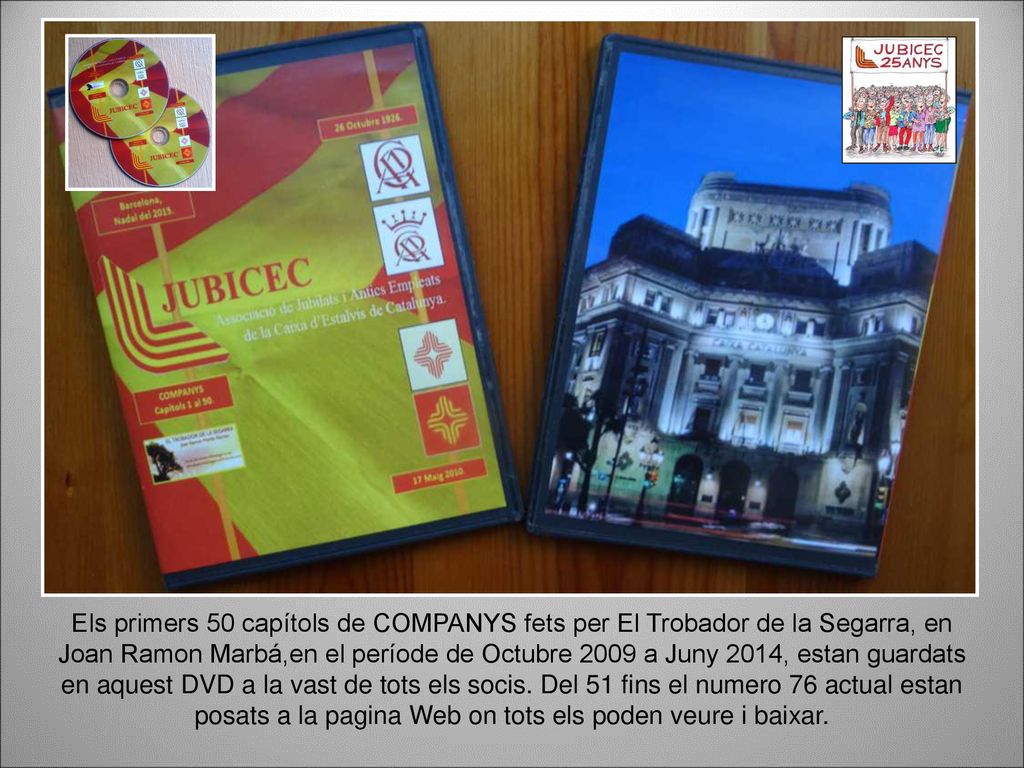 JUBICEC
JUBICEC
JUBICEC
25ANYS
26 Octubre 1926.
Barcelona,
Nadal del 2015.
JUBICEC
Associació de Jubilats i Antics Empleats
de la Caixa d'Estalvis de Catalunya.
COMPANYS
Capítols 1 al 50.
EL TROBADOR DE LA SEGARRA
17 Maig 2010.
CAIXA CATALUNYA
Els primers 50 capítols de COMPANYS fets per El Trobador de la Segarra, en
Joan Ramon Marbá,en el període de Octubre 2009 a Juny 2014, estan guardats
en aquest DVD a la vast de tots els socis. Del 51 fins el numero 76 actual estan
posats a la pagina Web on tots els poden veure i baixar.